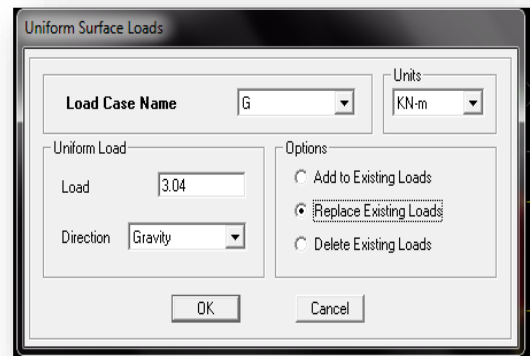 Uniform Surface Loads
Units
Load Case Name G KN-m
Uniform Load
Load 3.04
Direction Gravity
Options
Add to Existing Loads
Replace Existing Loads
Delete Existing Loads
OK Cancel